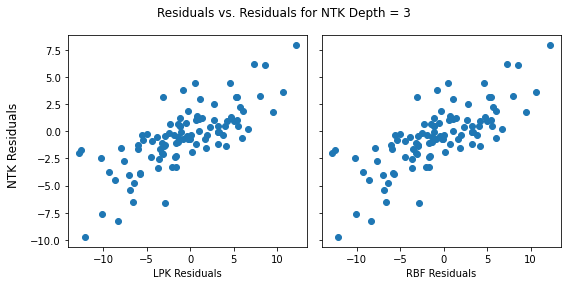 Residuals vs. Residuals for NTK Depth = 3
NTK Residuals
7.5
5.0
2.5
0.0
−2.5
−5.0
−7.5
−10.0
−10 −5 0 5 10
−10 −5 0 5 10
LPK Residuals
RBF Residuals